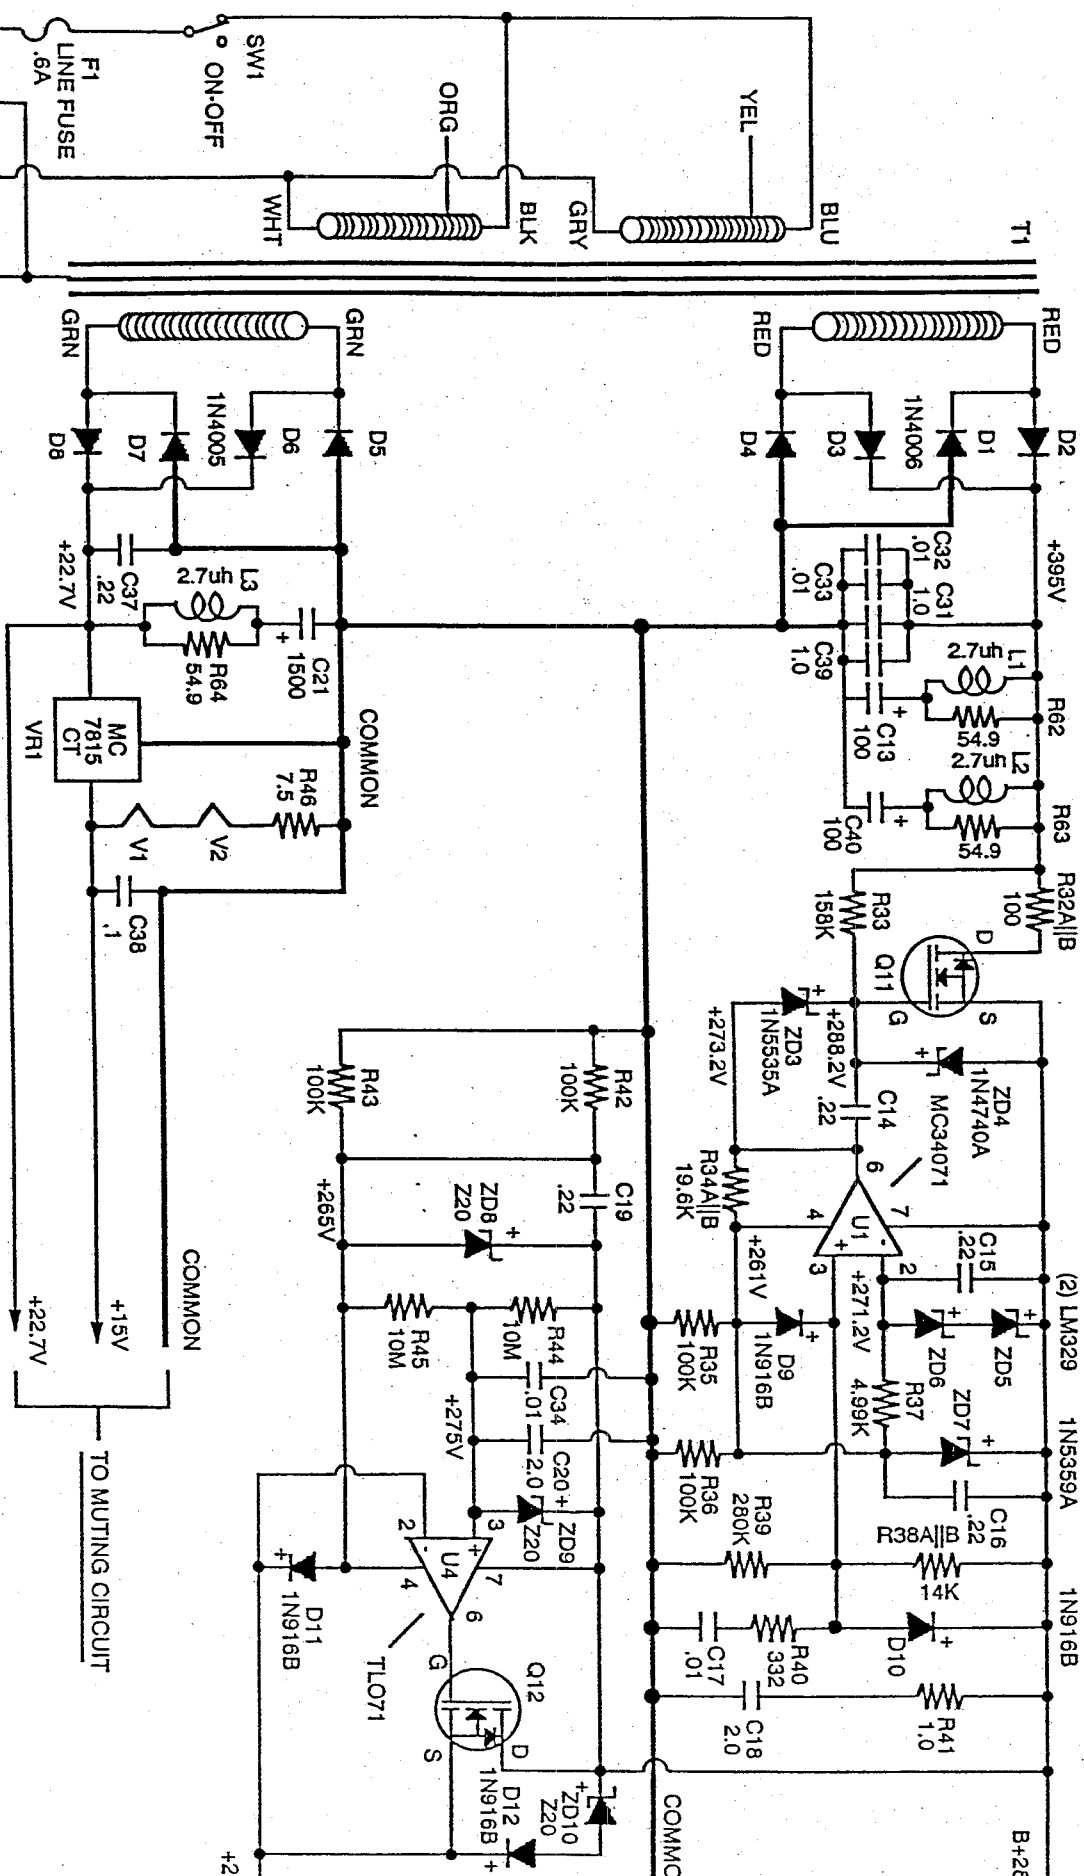 F1
LINE FUSE
.6A
SW1
ON-OFF
ORG
YEL
WHT
BLK
GRY
BLU
T1
GRN
GRN
RED
RED
D8
D7
1N4005
D6
D5
D4
D3
1N4006
D1
D2
+22.7V
C37
.22
2.7uh L3
R64
54.9
C21
+
1500
C33
.01
C32
.01
C31
1.0
C39
1.0
+395V
2.7uh L1
R62
54.9
+
C13
100
2.7uh L2
R63
54.9
+
C40
100
VR1
MC
7815
CT
COMMON
R46
7.5
V1
V2
C38
.1
R33
158K
R32A||B
100
D
Q11
G
S
+
ZD3
1N5535A
+288.2V
+273.2V
+
ZD4
1N4740A
C14
.22
MC34071
R43
100K
R42
100K
C19
.22
R34A||B
19.6K
6
U1
4
7
+
-
3
2
+265V
ZD8
Z20
+
+261V
+271.2V
C15
.22
(2) LM329
COMMON
+15V
+22.7V
R45
10M
R44
10M
R35
100K
D9
1N916B
+
+
ZD6
+
ZD5
R37
4.99K
C34
.01
+275V
C20
2.0
R36
100K
ZD7
+
1N5359A
TO MUTING CIRCUIT
+
ZD9
Z20
R39
280K
C16
.22
R38A||B
14K
2
3
-
+
U4
4
7
6
+
D11
1N916B
TLO71
C17
.01
R40
332
D10
+
1N916B
G
Q12
S
D
C18
2.0
R41
1.0
D12
1N916B
+
+
ZD10
Z20
COMMC
+2
B+28